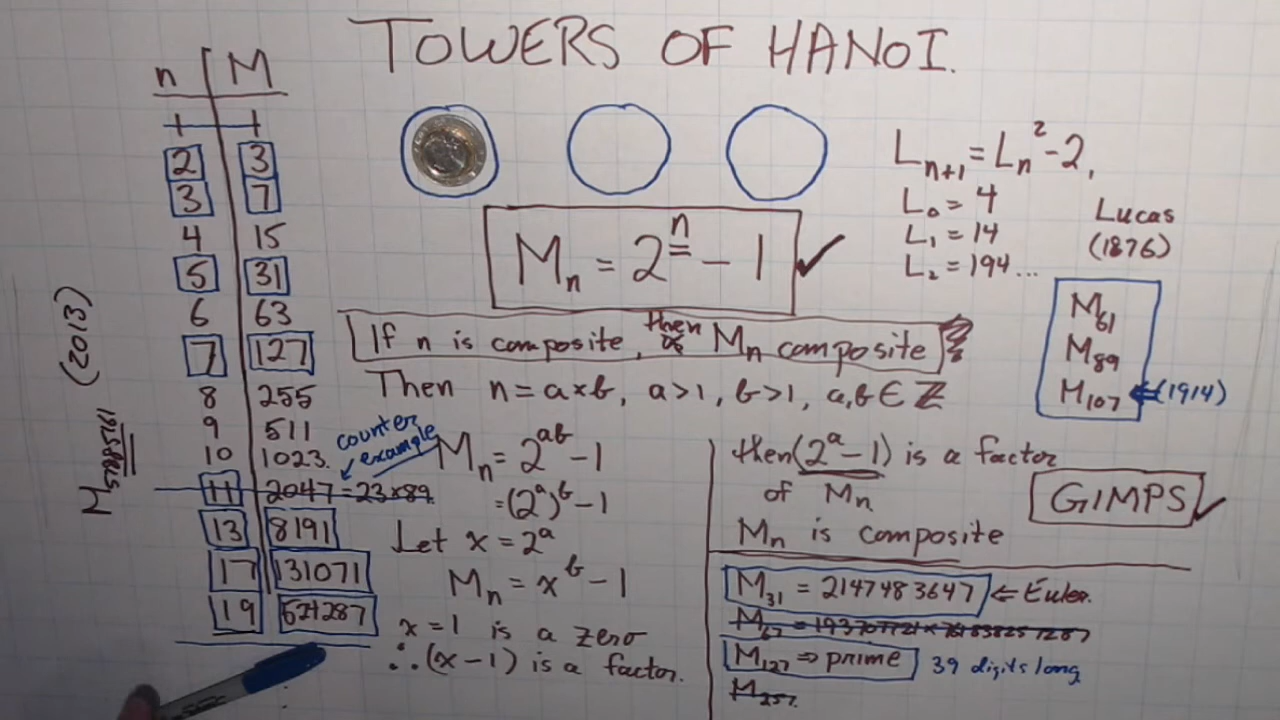 TOWERS OF HANOI.
n M
1 1
2 3
3 7
4 15
5 31
6 63
7 127
8 255
9 511
10 1023.
11 2047 = 23×89
13 8191
17 131071
19 524287
counter
example
(2013)
M57885161
Mₙ = 2ⁿ - 1 ✓
If n is composite, then Mₙ composite
Then n = a×b, a>1, b>1, a,b ∈ ℤ
Mₙ = 2ᵃᵇ - 1
= (2ᵃ)ᵇ - 1
Let x = 2ᵃ
Mₙ = xᵇ - 1
x = 1 is a zero
∴ (x - 1) is a factor.
Lₙ₊₁ = Lₙ² - 2,
L₀ = 4
L₁ = 14
L₂ = 194...
Lucas
(1876)
M₆₁
M₈₉
M₁₀₇ ⇐ (1914)
then (2ᵃ - 1) is a factor
of Mₙ
Mₙ is composite
GIMPS ✓
M₃₁ = 2147483647 ⇐ Euler.
M₆₇ = 193707721 × 761838257287
M₁₂₇ ⇒ prime 39 digits long
M₂₅₇.